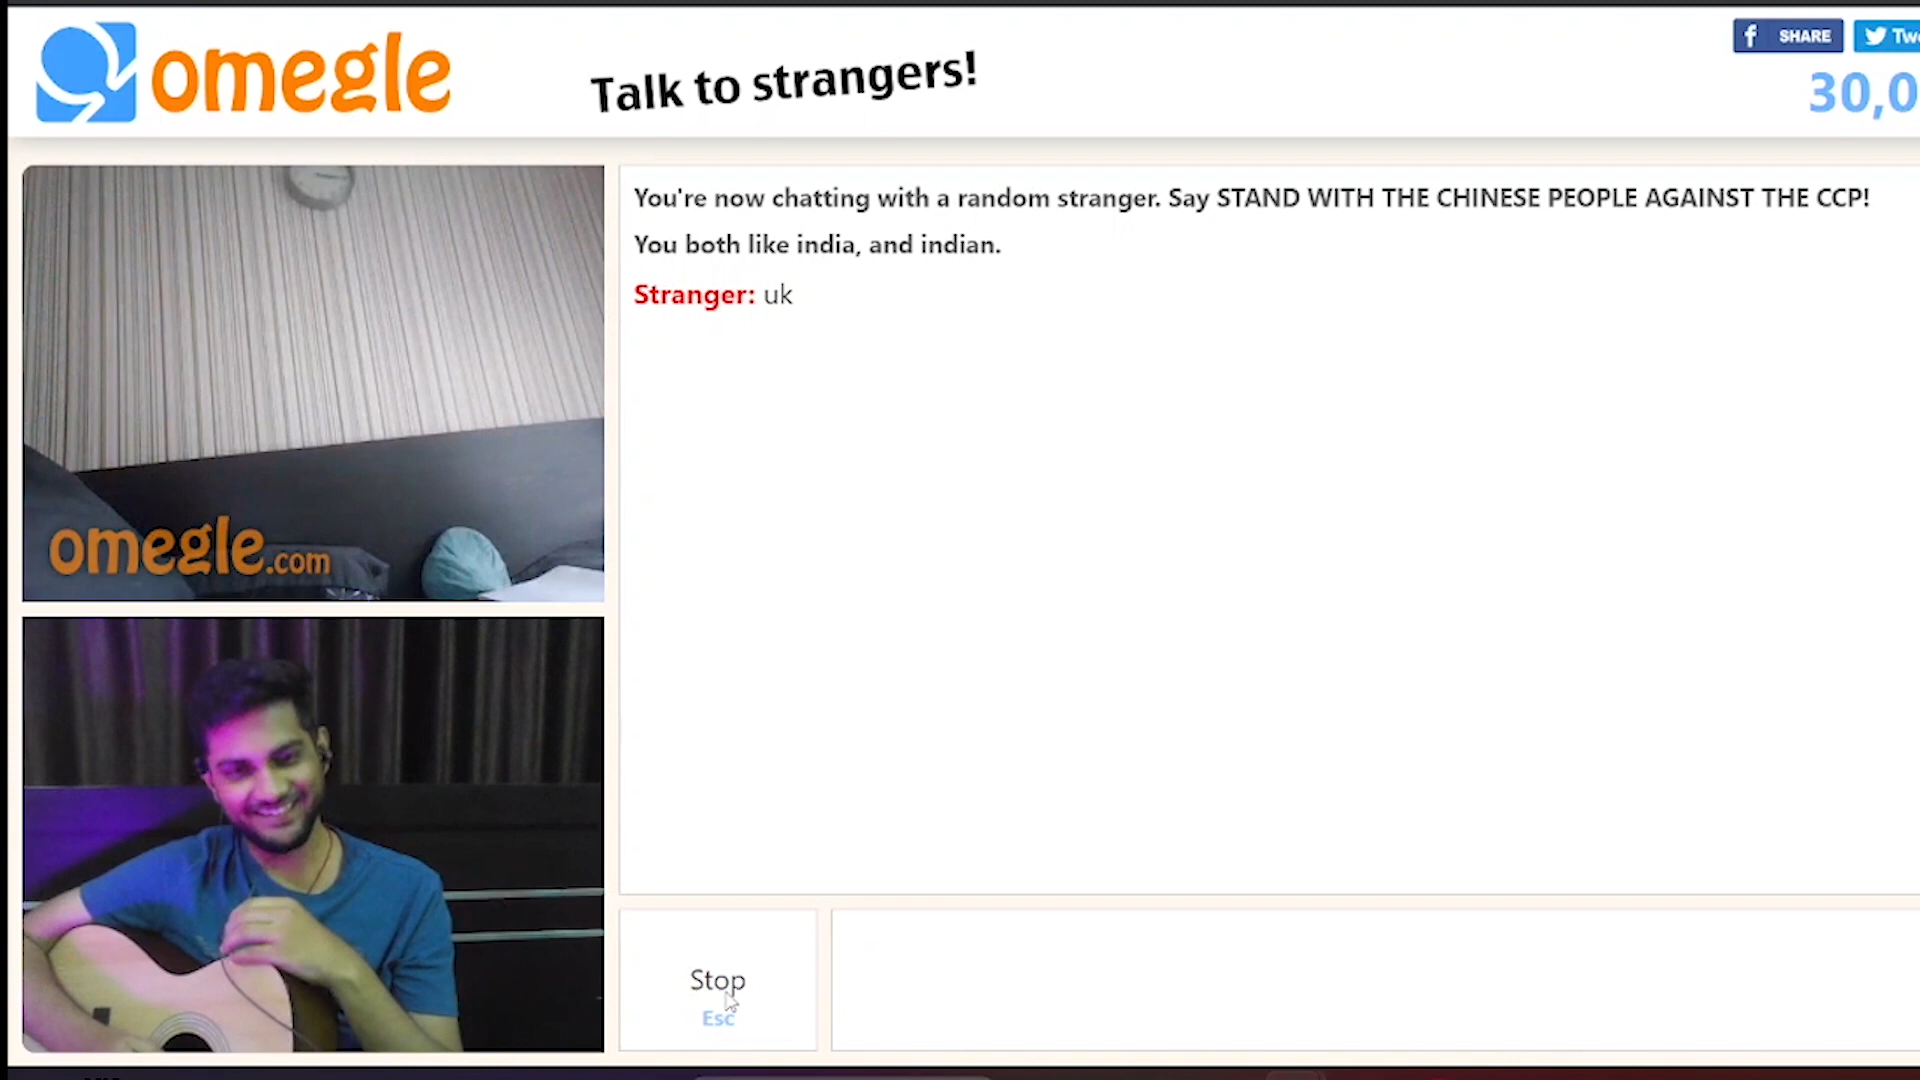 omegle
Talk to strangers!
f SHARE
Twe
30,0
You're now chatting with a random stranger. Say STAND WITH THE CHINESE PEOPLE AGAINST THE CCP!
You both like india, and indian.
Stranger: uk
omegle.com
Stop
Esc